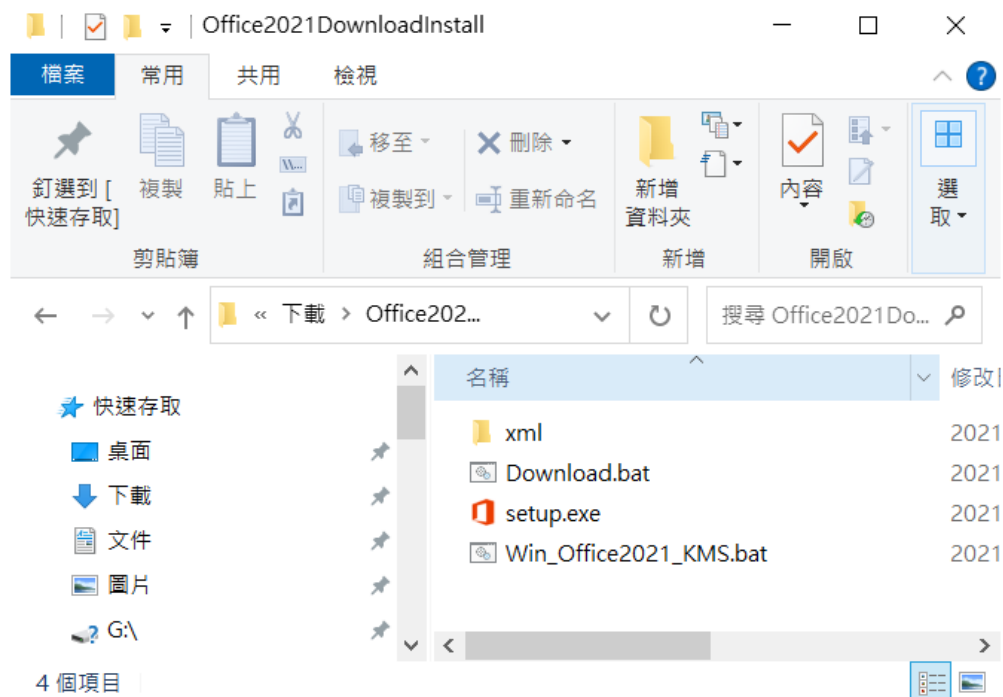 Office2021DownloadInstall
檔案 常用 共用 檢視
釘選到 [
快速存取]
複製
貼上
移至
複製到
刪除
重新命名
新增
資料夾
內容
選
取
剪貼簿 組合管理 新增 開啟
« 下載 › Office202... 搜尋 Office2021Do...
快速存取
桌面
下載
文件
圖片
G:\
名稱 修改
xml 2021
Download.bat 2021
setup.exe 2021
Win_Office2021_KMS.bat 2021
4 個項目